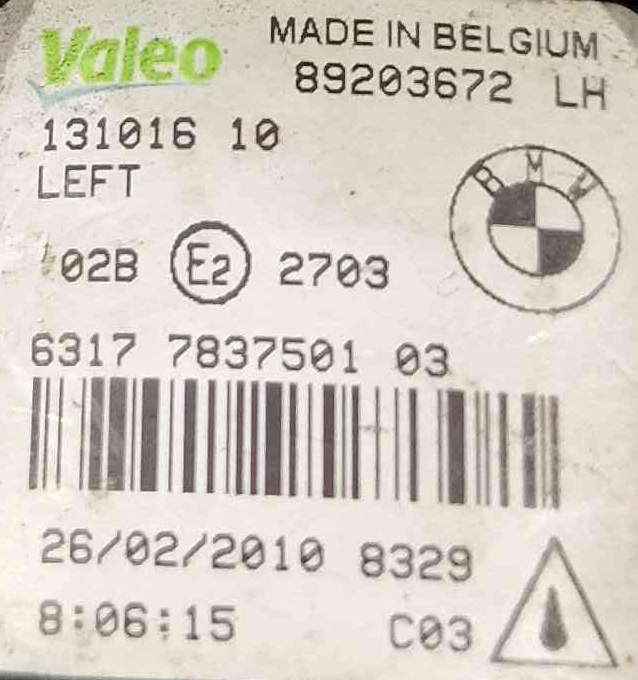 Valeo
MADE IN BELGIUM
89203672 LH
131016 10
LEFT
BMW
02B E2 2703
6317 7837501 03
26/02/2010 8329
8:06:15 C03